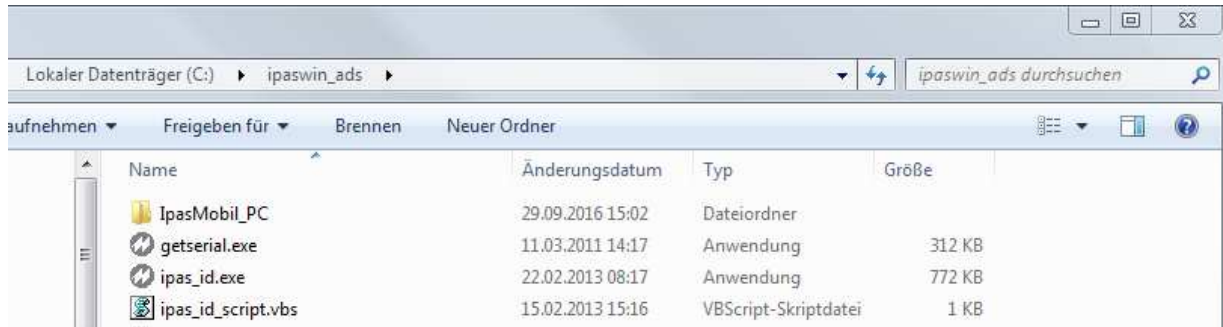 Lokaler Datenträger (C:) ipaswin_ads ipaswin_ads durchsuchen
aufnehmen Freigeben für Brennen Neuer Ordner
Name Änderungsdatum Typ Größe
IpasMobil_PC 29.09.2016 15:02 Dateiordner
getserial.exe 11.03.2011 14:17 Anwendung 312 KB
ipas_id.exe 22.02.2013 08:17 Anwendung 772 KB
ipas_id_script.vbs 15.02.2013 15:16 VBScript-Skriptdatei 1 KB